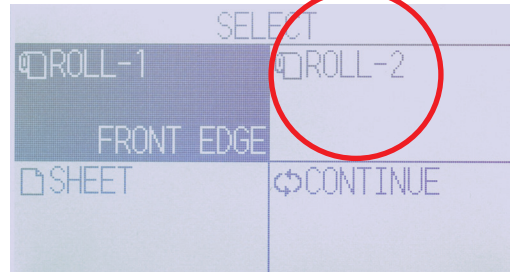 SELECT
ROLL-1
ROLL-2
FRONT EDGE
SHEET
CONTINUE